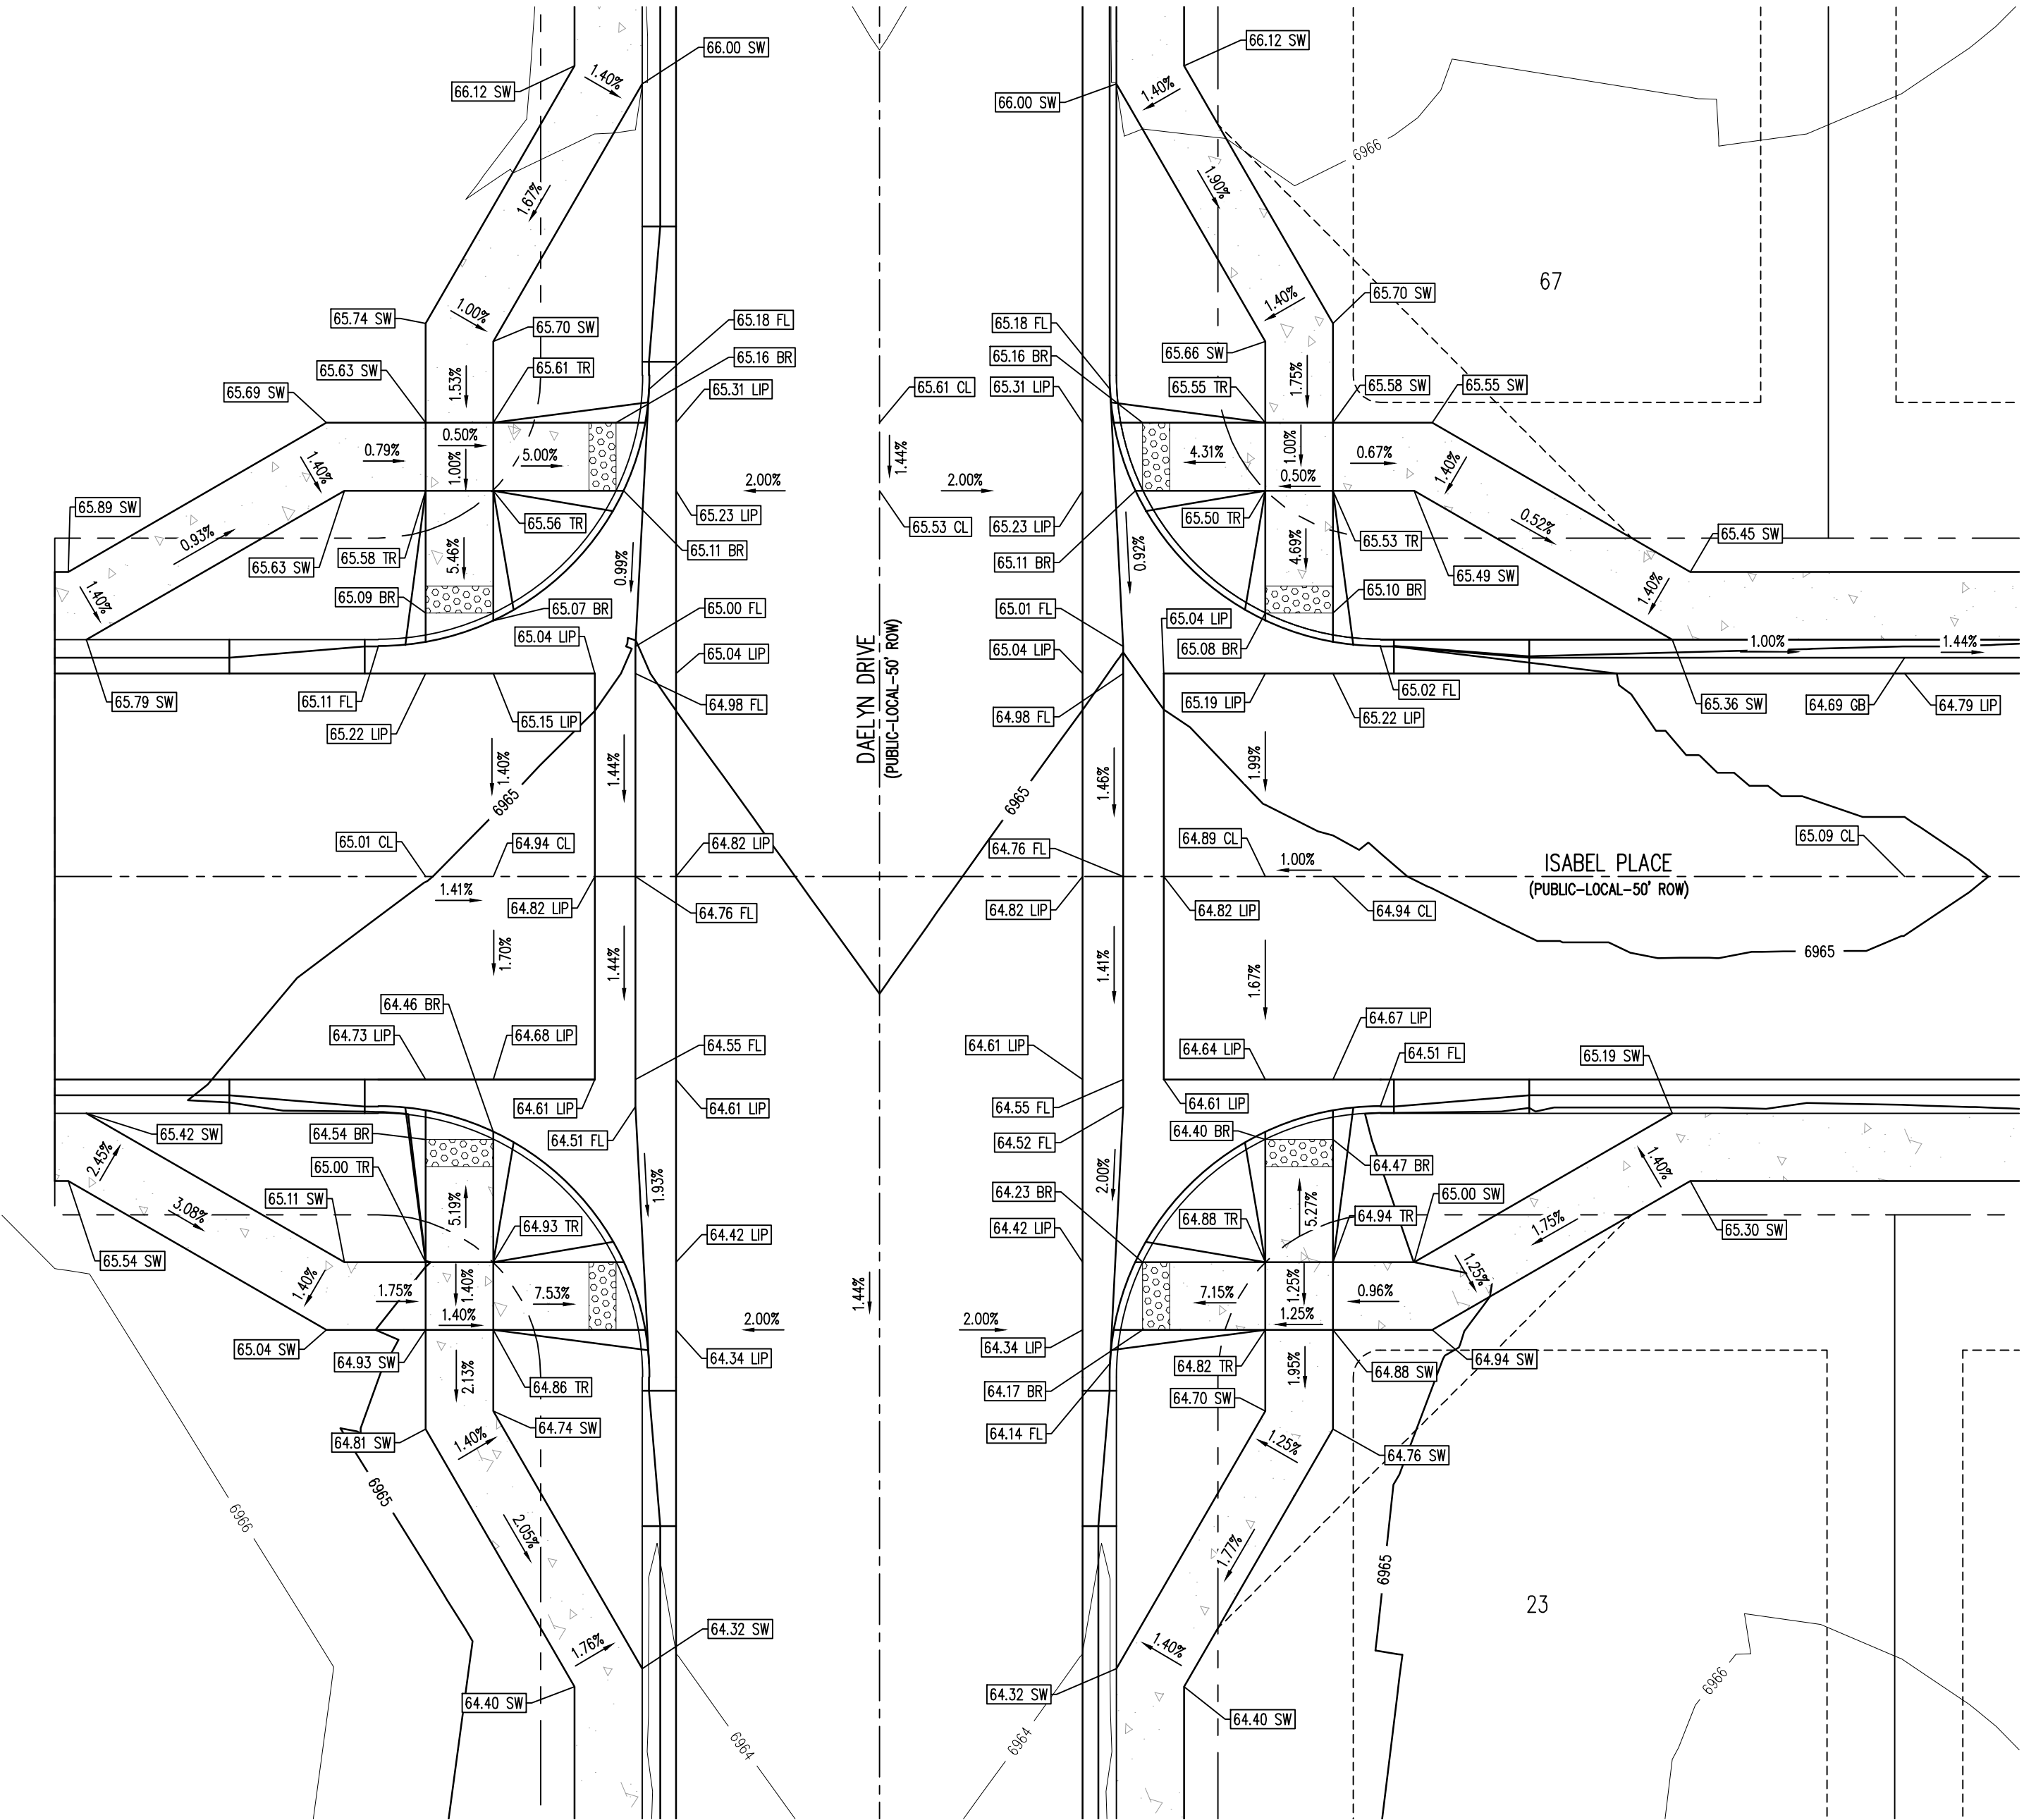 66.12 SW
66.00 SW
66.12 SW
66.00 SW
1.40%
1.40%
6966
1.67%
1.90%
67
65.74 SW
1.00%
65.70 SW
65.18 FL
65.18 FL
1.40%
65.70 SW
65.63 SW
65.61 TR
65.16 BR
65.16 BR
65.66 SW
65.69 SW
1.53%
65.31 LIP
65.61 CL
65.31 LIP
65.55 TR
1.75%
65.58 SW
65.55 SW
0.79%
0.50%
1.00%
5.00%
1.44%
4.31%
1.00%
0.50%
0.67%
1.40%
1.40%
2.00%
2.00%
65.89 SW
0.93%
65.63 SW
65.58 TR
65.56 TR
65.23 LIP
65.53 CL
65.23 LIP
65.50 TR
65.53 TR
0.52%
65.45 SW
5.46%
65.11 BR
0.99%
65.11 BR
0.92%
4.69%
65.49 SW
1.40%
65.09 BR
65.07 BR
65.00 FL
65.01 FL
65.10 BR
1.40%
65.04 LIP
65.04 LIP
65.04 LIP
65.04 LIP
65.08 BR
1.00%
1.44%
65.79 SW
65.11 FL
65.22 LIP
65.15 LIP
64.98 FL
64.98 FL
65.19 LIP
65.22 LIP
65.02 FL
65.36 SW
64.69 GB
64.79 LIP
DAELYN DRIVE
(PUBLIC-LOCAL-50' ROW)
1.40%
1.44%
1.46%
1.99%
6965
6965
65.01 CL
64.94 CL
64.82 LIP
64.76 FL
64.89 CL
1.00%
65.09 CL
ISABEL PLACE
(PUBLIC-LOCAL-50' ROW)
1.41%
64.82 LIP
64.76 FL
64.82 LIP
64.82 LIP
64.94 CL
1.70%
1.44%
1.41%
1.67%
6965
64.46 BR
64.73 LIP
64.68 LIP
64.55 FL
64.61 LIP
64.64 LIP
64.67 LIP
64.51 FL
65.19 SW
64.61 LIP
64.61 LIP
64.55 FL
64.61 LIP
65.42 SW
64.54 BR
64.51 FL
64.52 FL
64.40 BR
2.45%
65.00 TR
64.47 BR
1.40%
3.08%
65.11 SW
5.19%
1.93%
2.00%
64.23 BR
5.27%
65.00 SW
64.93 TR
64.42 LIP
64.42 LIP
64.88 TR
64.94 TR
1.75%
65.30 SW
65.54 SW
1.40%
1.75%
1.40%
1.40%
7.53%
1.44%
7.15%
1.25%
1.25%
0.96%
1.25%
2.00%
2.00%
65.04 SW
64.93 SW
2.13%
64.86 TR
64.34 LIP
64.34 LIP
64.82 TR
1.95%
64.88 SW
64.94 SW
64.17 BR
64.70 SW
64.81 SW
64.74 SW
1.40%
64.14 FL
1.25%
64.76 SW
6965
6966
2.05%
1.77%
6965
23
64.32 SW
1.76%
1.40%
64.40 SW
64.32 SW
64.40 SW
6966
6964
6964